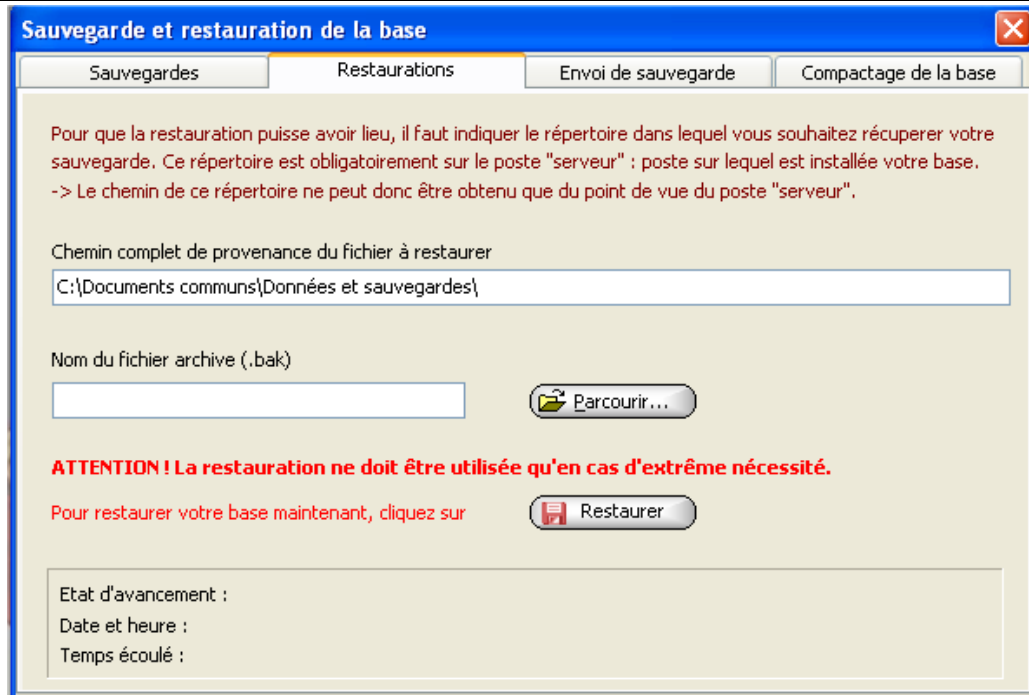 Sauvegarde et restauration de la base
Sauvegardes
Restaurations
Envoi de sauvegarde
Compactage de la base
Pour que la restauration puisse avoir lieu, il faut indiquer le répertoire dans lequel vous souhaitez récuperer votre
sauvegarde. Ce répertoire est obligatoirement sur le poste "serveur" : poste sur lequel est installée votre base.
-> Le chemin de ce répertoire ne peut donc être obtenu que du point de vue du poste "serveur".
Chemin complet de provenance du fichier à restaurer
C:\Documents communs\Données et sauvegardes\
Nom du fichier archive (.bak)
Parcourir...
ATTENTION ! La restauration ne doit être utilisée qu'en cas d'extrême nécessité.
Pour restaurer votre base maintenant, cliquez sur
Restaurer
Etat d'avancement :
Date et heure :
Temps écoulé :